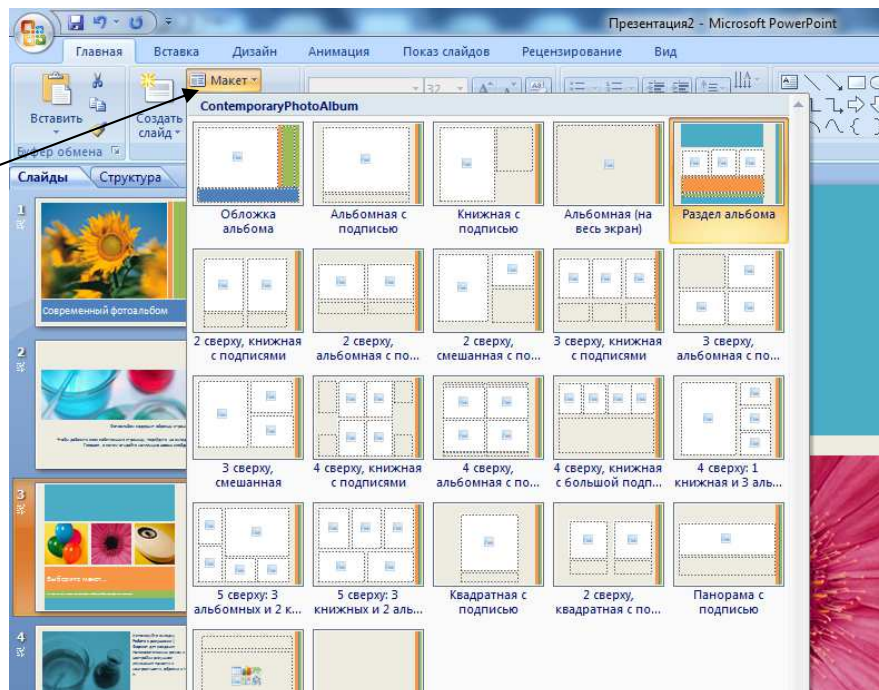 Презентация2 - Microsoft PowerPoint
Главная Вставка Дизайн Анимация Показ слайдов Рецензирование Вид
Макет
32
Вставить
Создать
слайд
Буфер обмена
ContemporaryPhotoAlbum
Слайды Структура
1
Современный фотоальбом
2
3
Выберите макет...
4
Обложка
альбома
Альбомная с
подписью
Книжная с
подписью
Альбомная (на
весь экран)
Раздел альбома
2 сверху, книжная
с подписями
2 сверху,
альбомная с по...
2 сверху,
смешанная с по...
3 сверху, книжная
с подписями
3 сверху,
альбомная с по...
3 сверху,
смешанная
4 сверху, книжная
с подписями
4 сверху,
альбомная с по...
4 сверху, книжная
с большой подп...
4 сверху: 1
книжная и 3 аль...
5 сверху: 3
альбомных и 2 к...
5 сверху: 3
книжных и 2 аль...
Квадратная с
подписью
2 сверху,
квадратная с по...
Панорама с
подписью